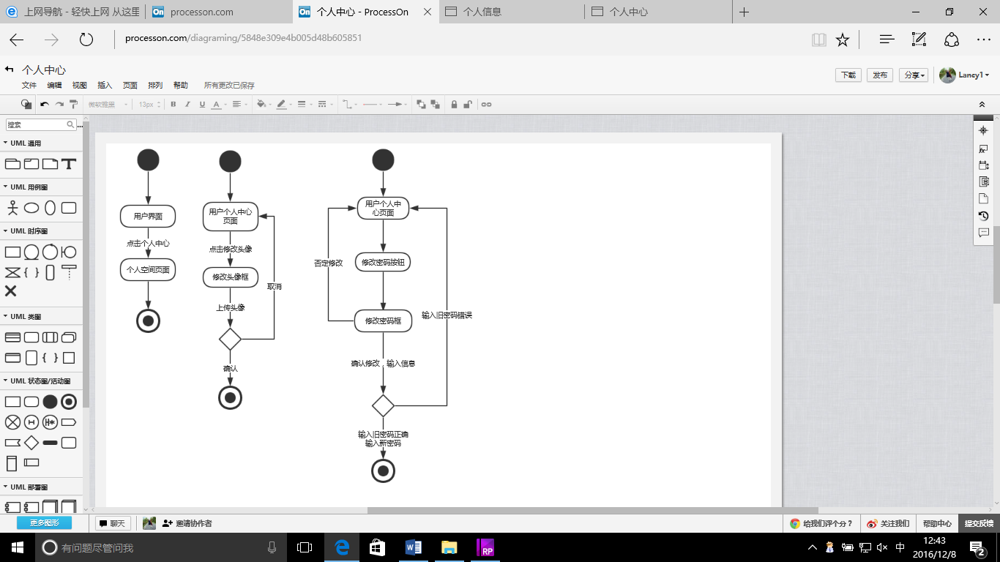 上网导航 - 轻快上网 从这里
processon.com
个人中心 - ProcessOn
个人信息
个人中心
processon.com/diagraming/5848e309e4b005d48b605851
个人中心
文件 编辑 视图 插入 页面 排列 帮助 所有更改已保存
下载 发布 分享 Lancy1
微软雅黑 13px B I U A
搜索
UML 通用
UML 用例图
UML 时序图
UML 类图
UML 状态图/活动图
UML 部署图
更多图形
用户界面
点击个人中心
个人空间页面
用户个人中心
页面
点击修改头像
修改头像框
上传头像
取消
确认
用户个人中
心页面
否定修改
修改密码按钮
修改密码框
输入旧密码错误
确认修改，输入信息
输入旧密码正确
输入新密码
聊天
邀请协作者
给我们评个分？
关注我们
帮助中心
提交反馈
有问题尽管问我
RP
中
12:43
2016/12/8
2